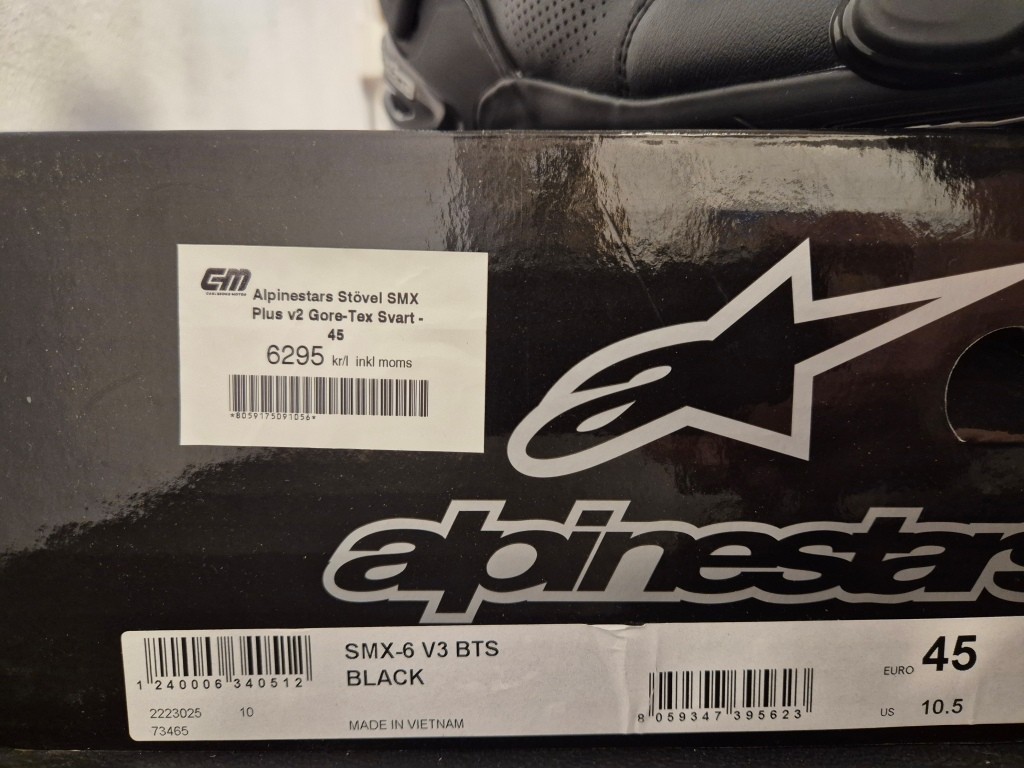 GM
Alpinestars Stövel SMX
Plus v2 Gore-Tex Svart -
45
6295 kr/l inkl moms
*8059175091056*
alpinestars
SMX-6 V3 BTS
BLACK
1 240006 340512
2223025 10
73465
MADE IN VIETNAM
8 059347 395623
EURO 45
US 10.5